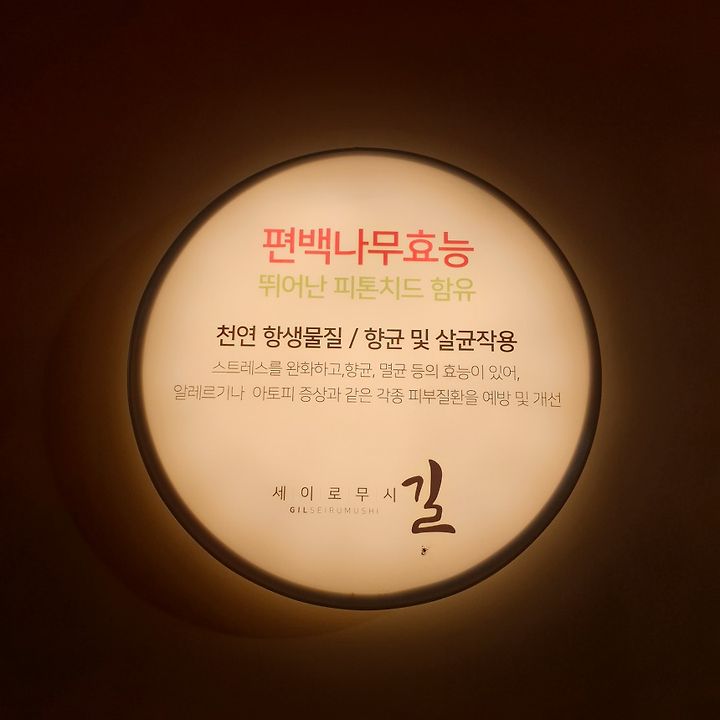 편백나무효능
뛰어난 피톤치드 함유
천연 항생물질 / 향균 및 살균작용
스트레스를 완화하고,향균, 멸균 등의 효능이 있어,
알레르기나 아토피 증상과 같은 각종 피부질환을 예방 및 개선
세이로무시 길
GILSEIRUMUSHI